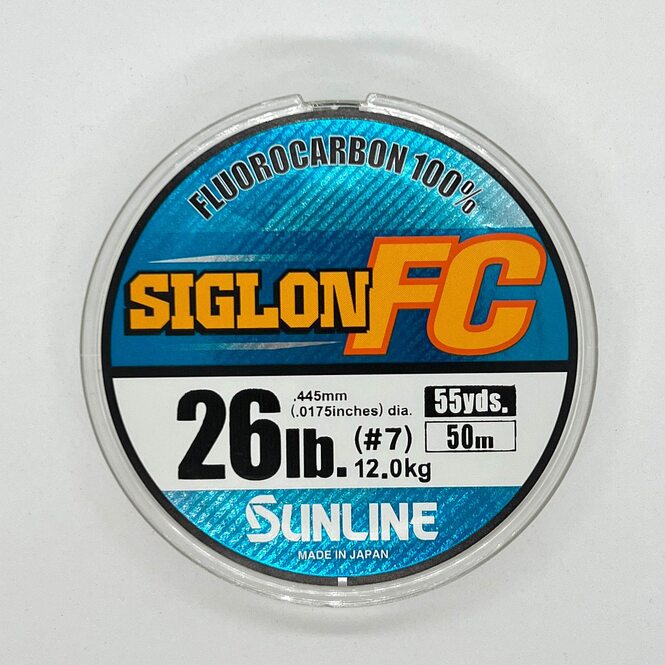 FLUOROCARBON 100%
SIGLON FC
26lb.
.445mm
(.0175inches) dia.
(#7)
12.0kg
55yds.
50m
SUNLINE
MADE IN JAPAN